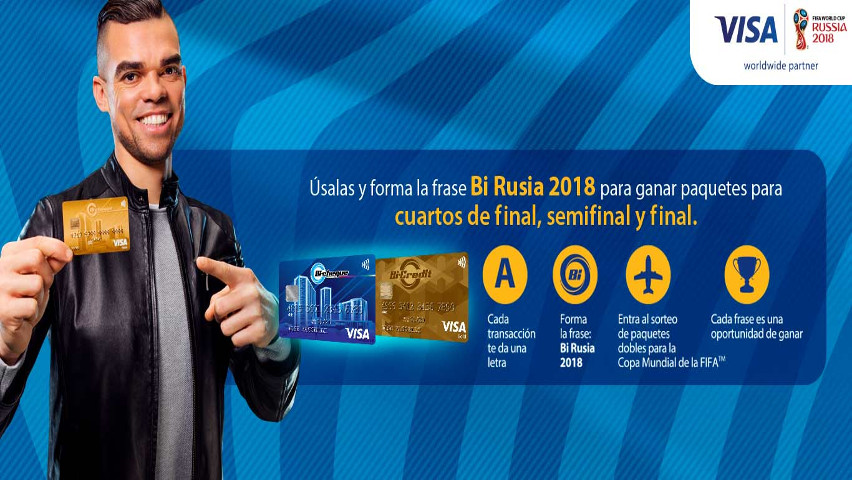 VISA
FIFA WORLD CUP
RUSSIA
2018
worldwide partner
Úsalas y forma la frase Bi Rusia 2018 para ganar paquetes para
cuartos de final, semifinal y final.
VISA
Bi-cheque
VISA
Bi-Credit
VISA
A
Cada
transacción
te da una
letra
Bi
Forma
la frase:
Bi Rusia
2018
Entra al sorteo
de paquetes
dobles para la
Copa Mundial de la FIFA™
Cada frase es una
oportunidad de ganar